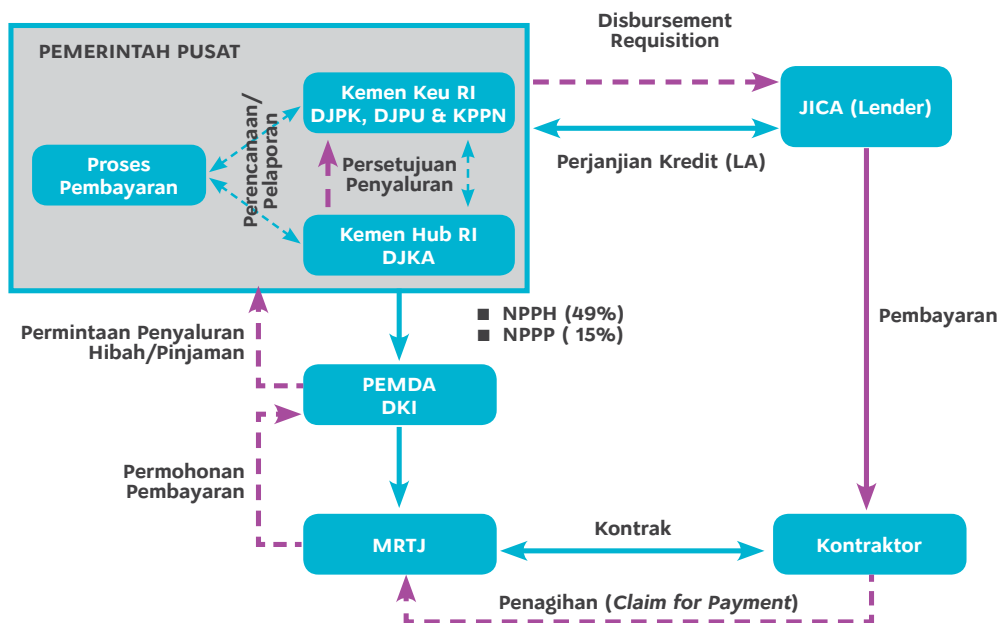 Disbursement
Requisition
PEMERINTAH PUSAT
Kemen Keu RI
DJPK, DJPU & KPPN
JICA (Lender)
Perencanaan/
Pelaporan
Proses
Pembayaran
Persetujuan
Penyaluran
Perjanjian Kredit (LA)
Kemen Hub RI
DJKA
■ NPPH (49%)
■ NPPP ( 15%)
Pembayaran
Permintaan Penyaluran
Hibah/Pinjaman
PEMDA
DKI
Permohonan
Pembayaran
MRTJ
Kontrak
Kontraktor
Penagihan (Claim for Payment)